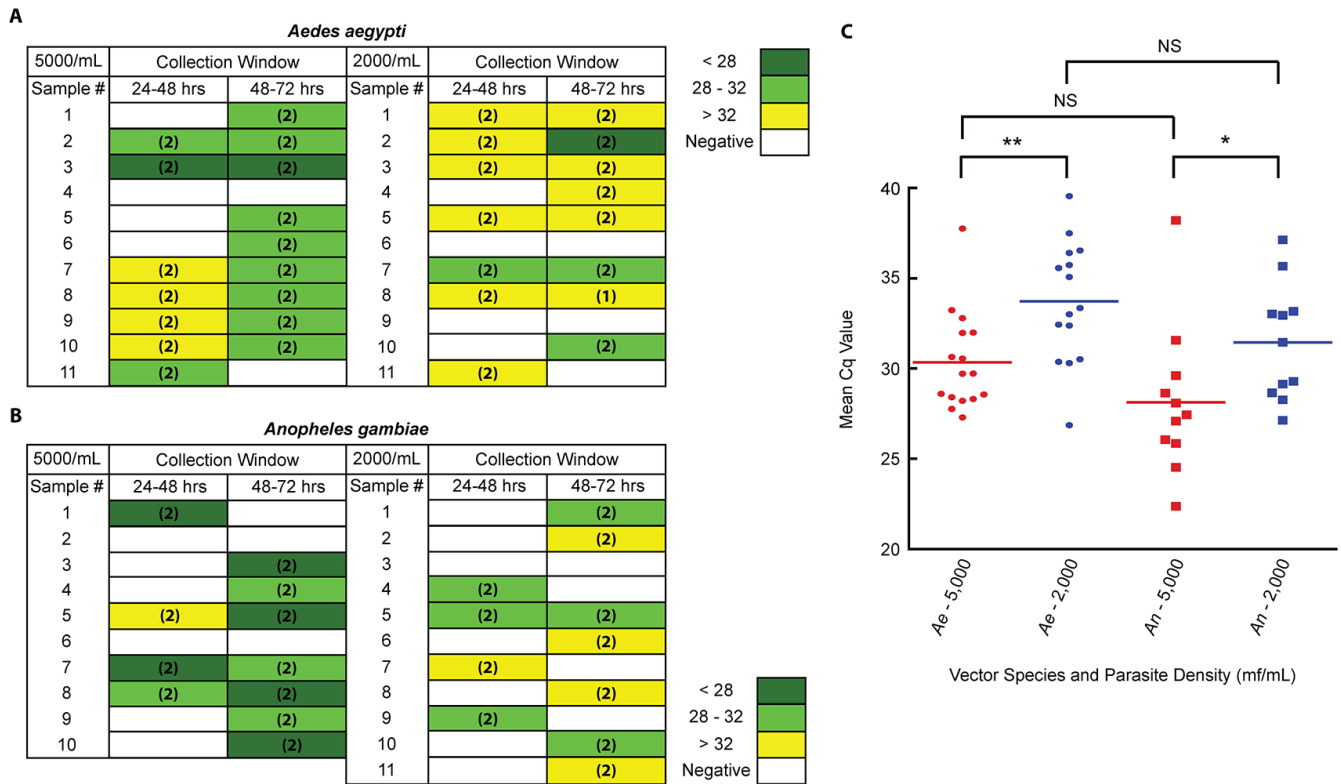 A
Aedes aegypti
5000/mL Collection Window 2000/mL Collection Window
Sample # 24-48 hrs 48-72 hrs Sample # 24-48 hrs 48-72 hrs
1 (2) 1 (2) (2)
2 (2) (2) 2 (2) (2)
3 (2) (2) 3 (2) (2)
4 4 (2)
5 (2) 5 (2) (2)
6 (2) 6
7 (2) (2) 7 (2) (2)
8 (2) (2) 8 (2) (1)
9 (2) (2) 9
10 (2) (2) 10 (2)
11 (2) 11 (2)
< 28
28 - 32
> 32
Negative
B
Anopheles gambiae
5000/mL Collection Window 2000/mL Collection Window
Sample # 24-48 hrs 48-72 hrs Sample # 24-48 hrs 48-72 hrs
1 (2) 1 (2)
2 2 (2)
3 (2) 3
4 (2) 4 (2)
5 (2) (2) 5 (2) (2)
6 6 (2)
7 (2) (2) 7 (2)
8 (2) (2) 8 (2)
9 (2) 9 (2)
10 (2) 10 (2)
11 (2)
< 28
28 - 32
> 32
Negative
C
NS
NS
** *
Mean Cq Value
40
35
30
25
20
Ae - 5,000
Ae - 2,000
An - 5,000
An - 2,000
Vector Species and Parasite Density (mf/mL)